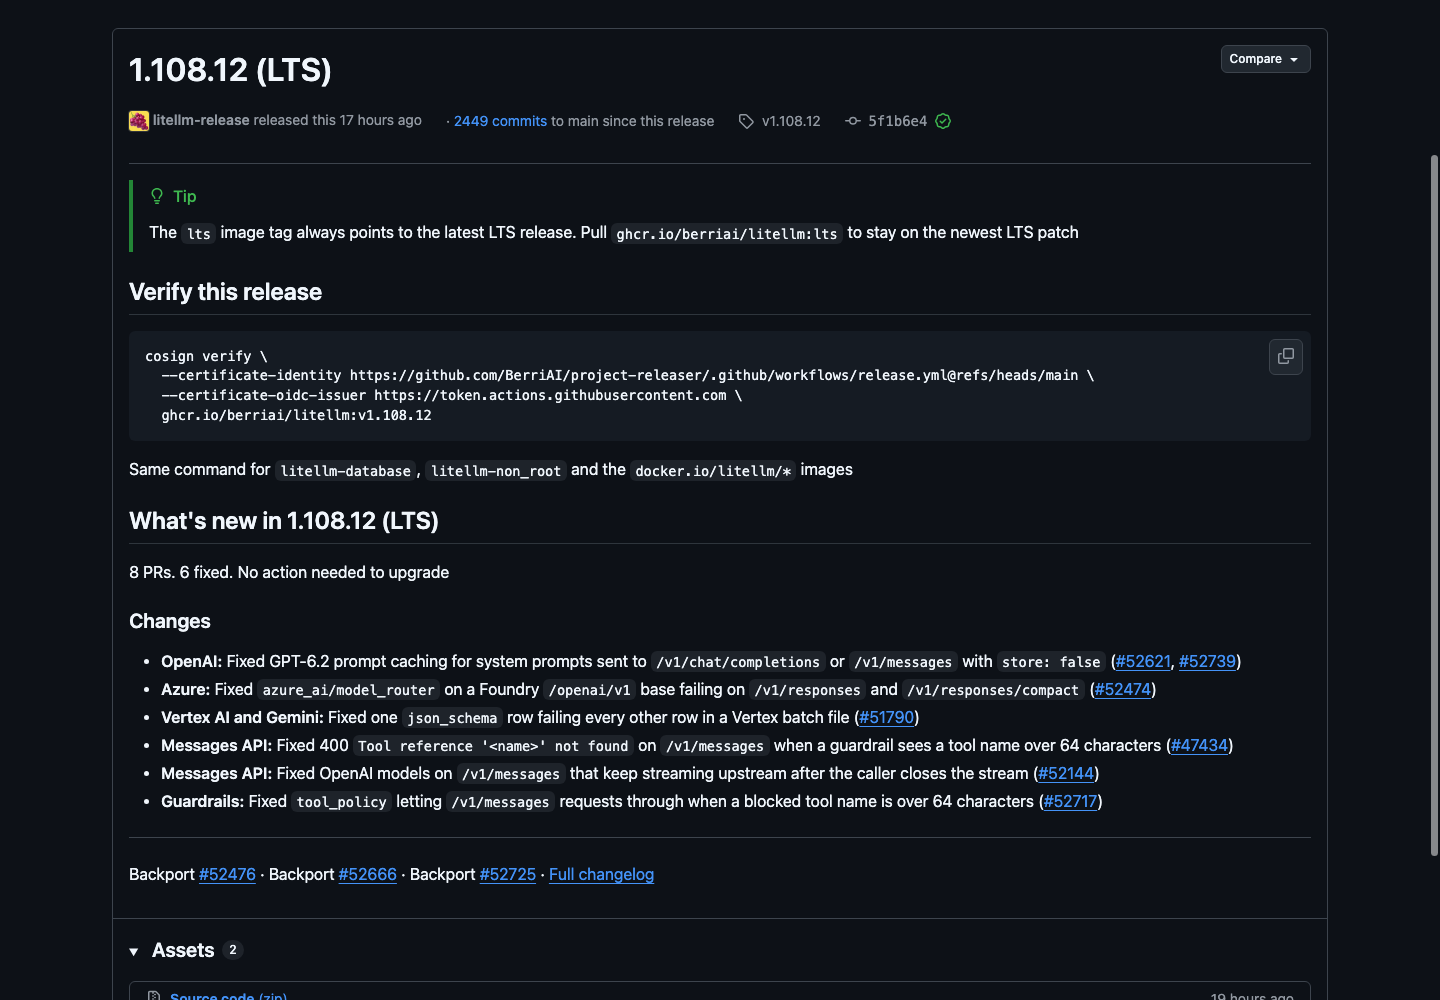 1.108.12 (LTS)
Compare
litellm-release released this 17 hours ago · 2449 commits to main since this release v1.108.12 5f1b6e4
Tip
The lts image tag always points to the latest LTS release. Pull ghcr.io/berriai/litellm:lts to stay on the newest LTS patch
Verify this release
cosign verify \
--certificate-identity https://github.com/BerriAI/project-releaser/.github/workflows/release.yml@refs/heads/main \
--certificate-oidc-issuer https://token.actions.githubusercontent.com \
ghcr.io/berriai/litellm:v1.108.12
Same command for litellm-database, litellm-non_root and the docker.io/litellm/* images
What's new in 1.108.12 (LTS)
8 PRs. 6 fixed. No action needed to upgrade
Changes
• OpenAI: Fixed GPT-6.2 prompt caching for system prompts sent to /v1/chat/completions or /v1/messages with store: false (#52621, #52739)
• Azure: Fixed azure_ai/model_router on a Foundry /openai/v1 base failing on /v1/responses and /v1/responses/compact (#52474)
• Vertex AI and Gemini: Fixed one json_schema row failing every other row in a Vertex batch file (#51790)
• Messages API: Fixed 400 Tool reference '<name>' not found on /v1/messages when a guardrail sees a tool name over 64 characters (#47434)
• Messages API: Fixed OpenAI models on /v1/messages that keep streaming upstream after the caller closes the stream (#52144)
• Guardrails: Fixed tool_policy letting /v1/messages requests through when a blocked tool name is over 64 characters (#52717)
Backport #52476 · Backport #52666 · Backport #52725 · Full changelog
Assets 2
Source code (zip) 19 hours ago